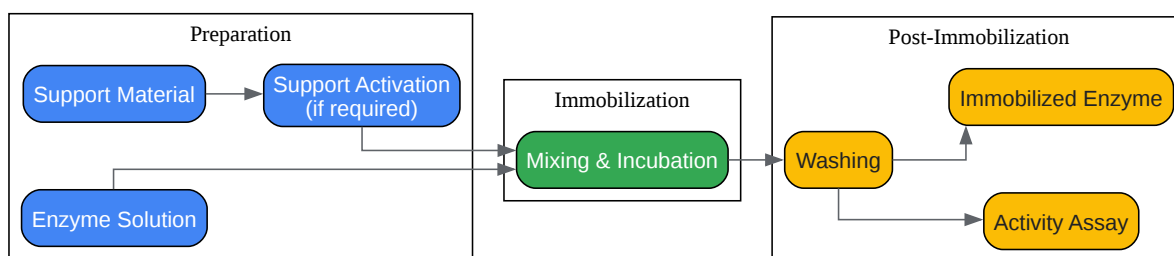 Preparation
Support Material
Support Activation
(if required)
Enzyme Solution
Immobilization
Mixing & Incubation
Post-Immobilization
Washing
Immobilized Enzyme
Activity Assay